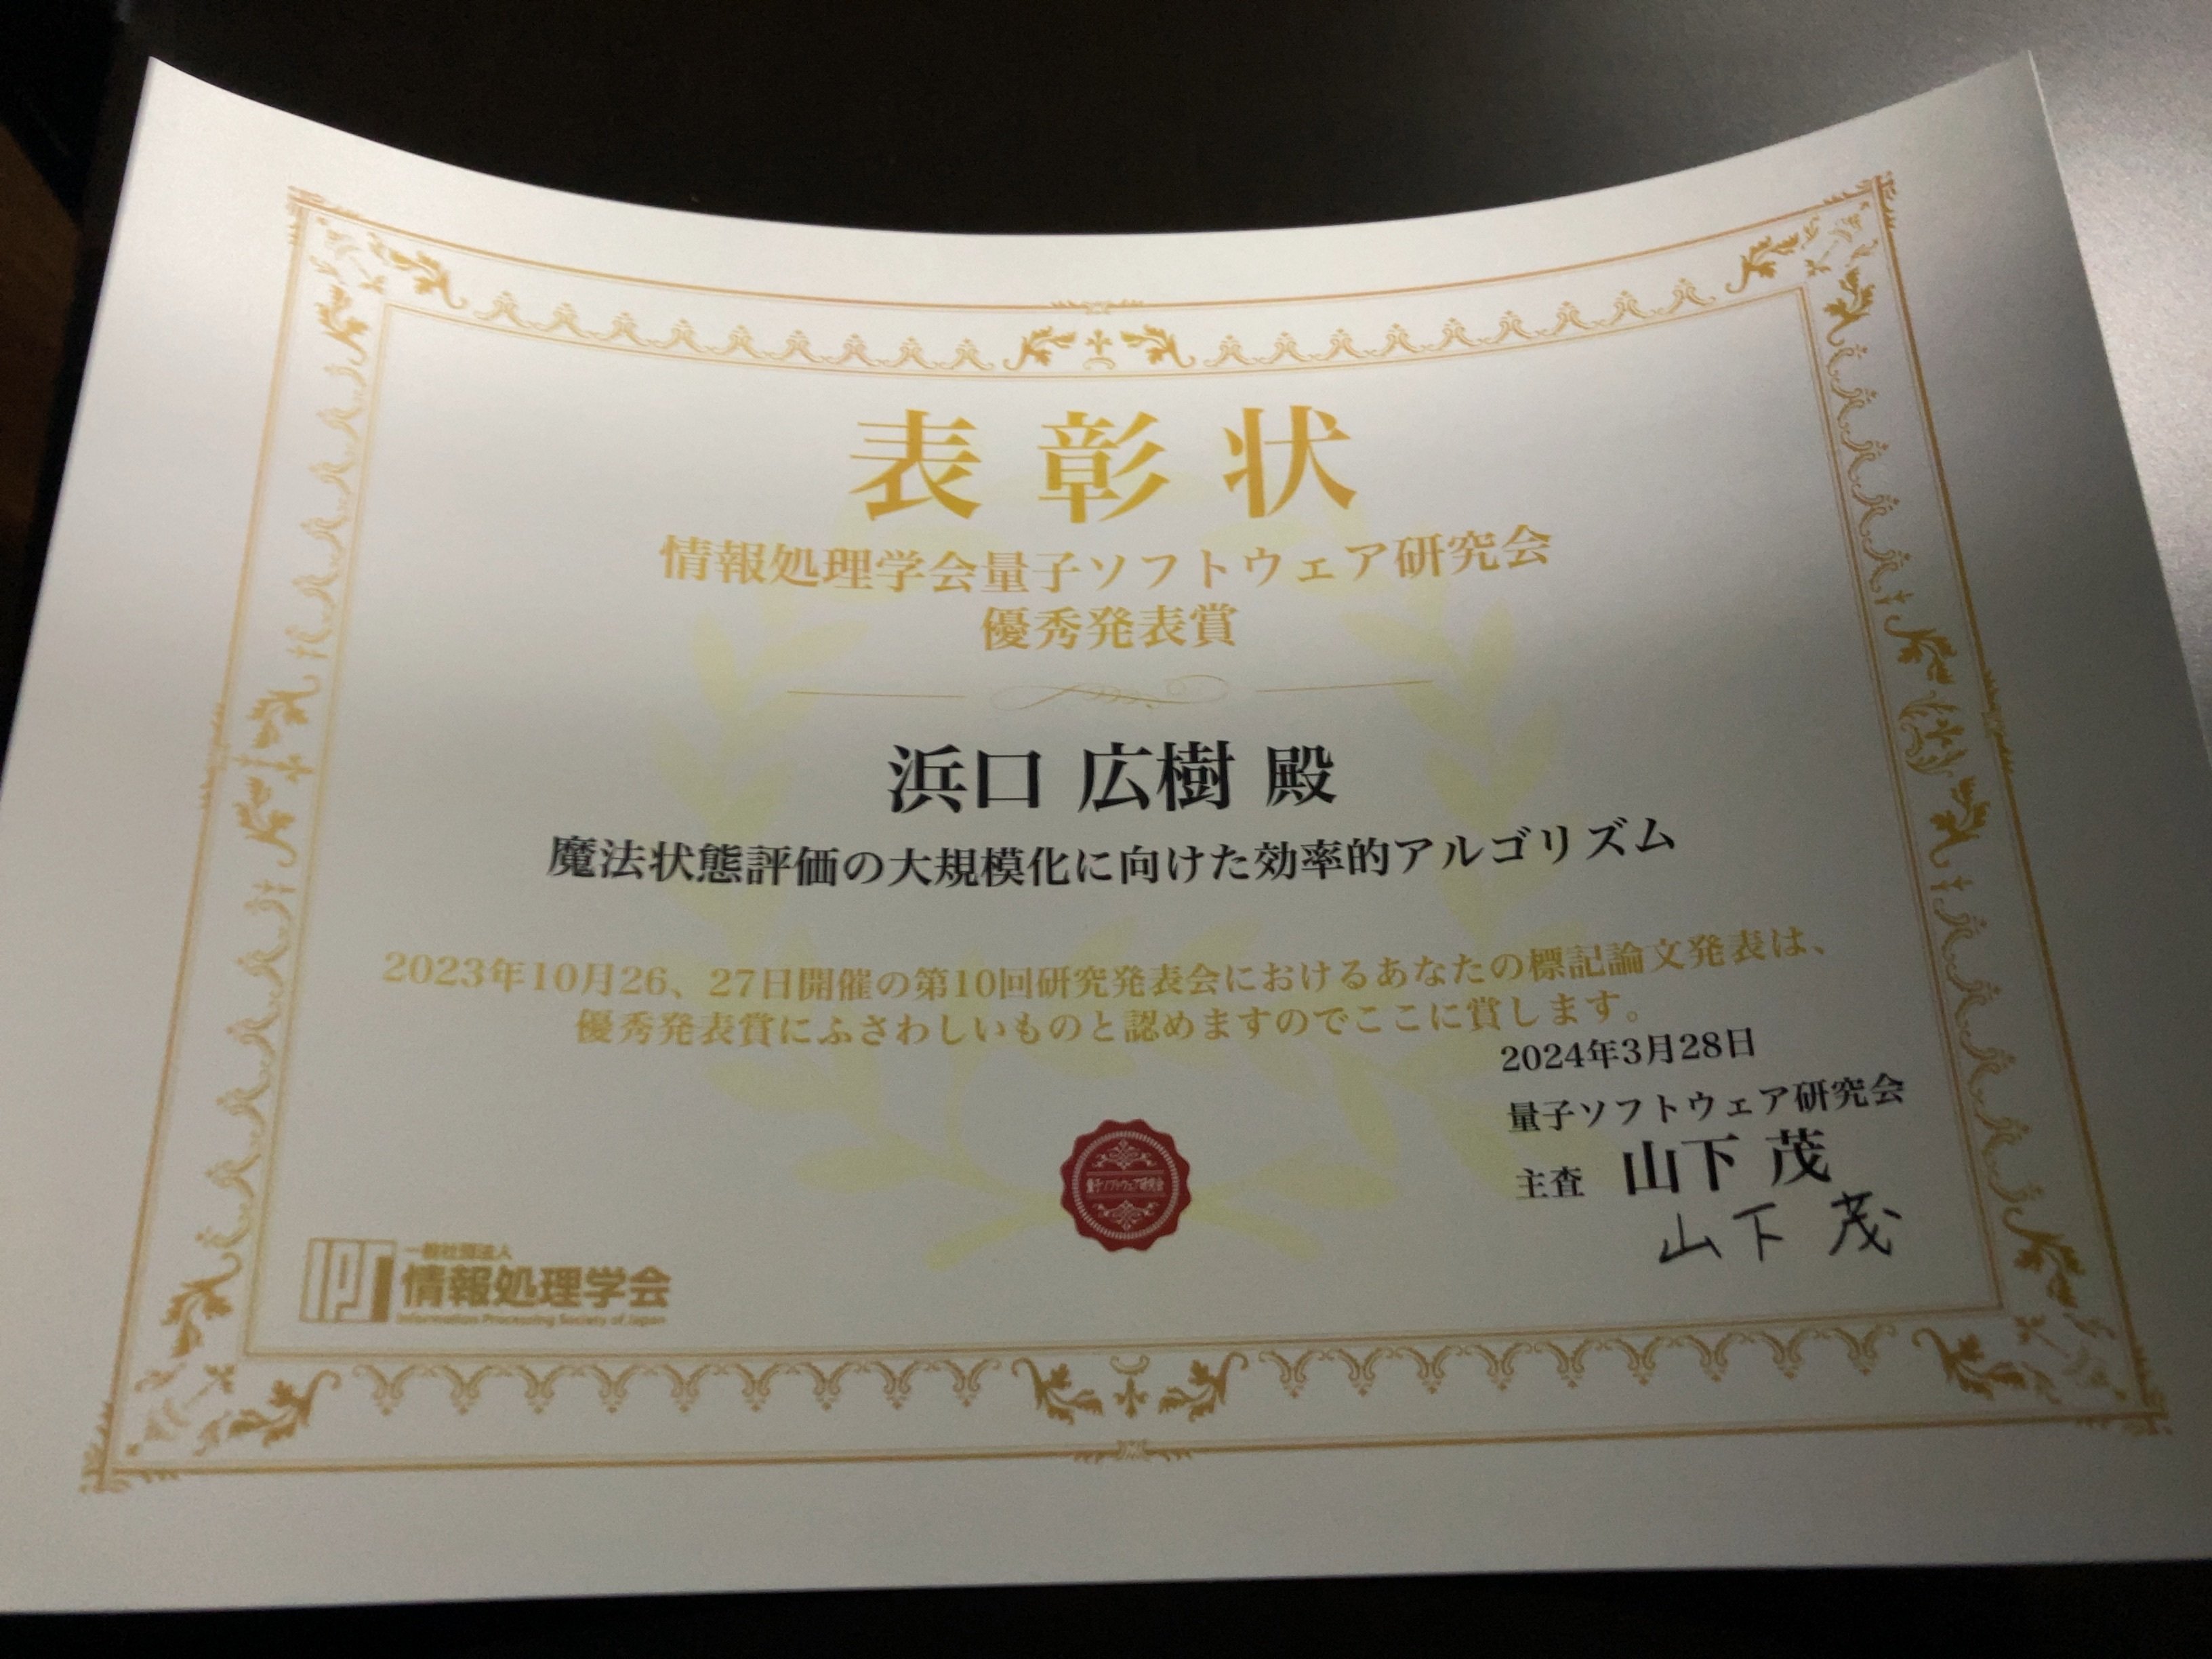 表彰状
情報処理学会量子ソフトウェア研究会
優秀発表賞
浜口 広樹 殿
魔法状態評価の大規模化に向けた効率的アルゴリズム
2023年10月26、27日開催の第10回研究発表会におけるあなたの標記論文発表は、
優秀発表賞にふさわしいものと認めますのでここに賞します。
2024年3月28日
量子ソフトウェア研究会
主査 山下 茂
山下 茂
量子ソフトウェア研究会
IPSJ 一般社団法人
情報処理学会
Information Processing Society of Japan